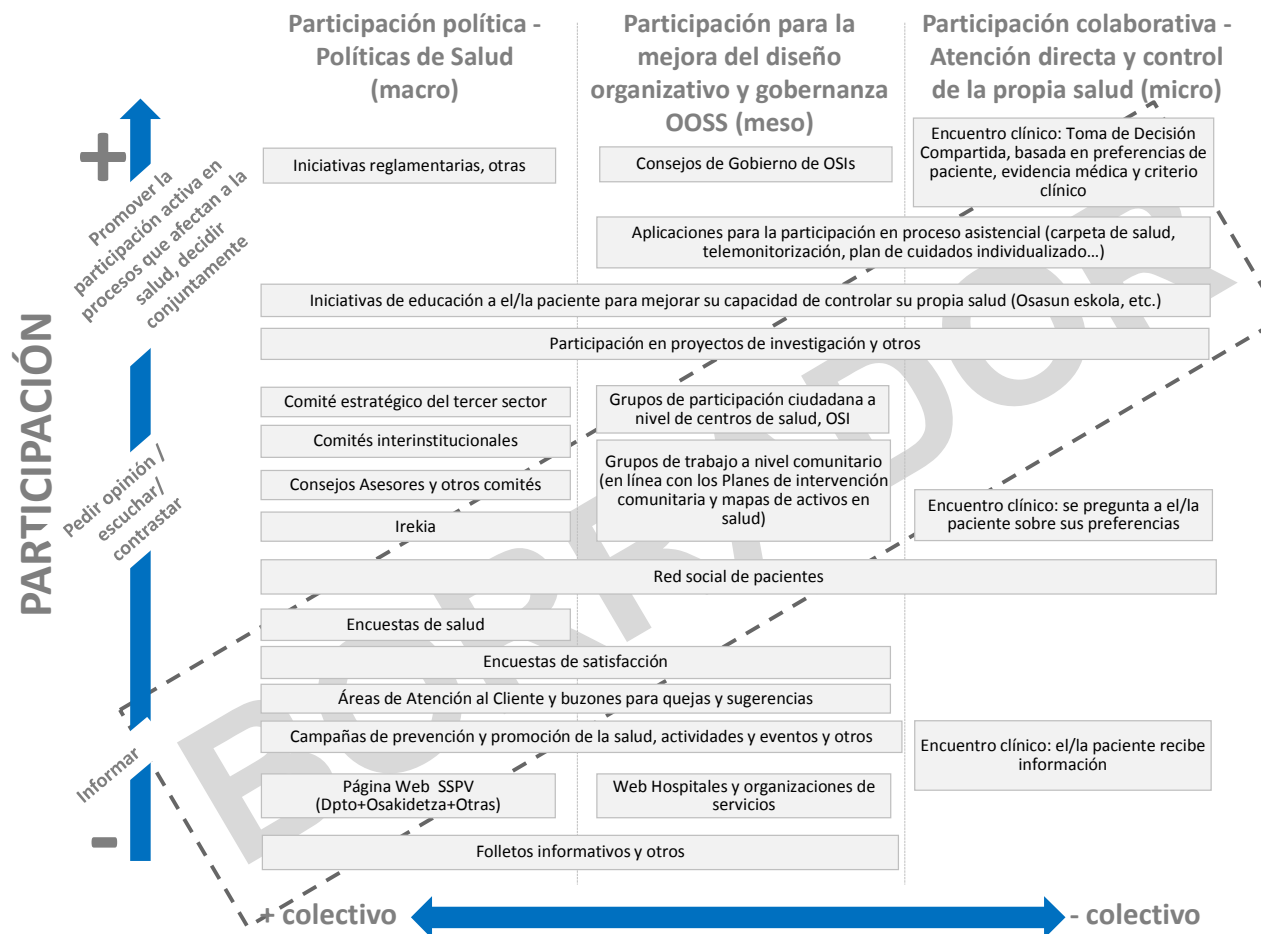 Participación política -
Políticas de Salud
(macro)
Participación para la
mejora del diseño
organizativo y gobernanza
OOSS (meso)
Participación colaborativa -
Atención directa y control
de la propia salud (micro)
PARTICIPACIÓN
+
Promover la
participación activa en
procesos que afectan a la
salud, decidir
conjuntamente
Pedir opinión /
escuchar/
contrastar
Informar
-
Iniciativas reglamentarias, otras
Consejos de Gobierno de OSIs
Encuentro clínico: Toma de Decisión
Compartida, basada en preferencias de
paciente, evidencia médica y criterio
clínico
Aplicaciones para la participación en proceso asistencial (carpeta de salud,
telemonitorización, plan de cuidados individualizado…)
Iniciativas de educación a el/la paciente para mejorar su capacidad de controlar su propia salud (Osasun eskola, etc.)
Participación en proyectos de investigación y otros
Comité estratégico del tercer sector
Comités interinstitucionales
Consejos Asesores y otros comités
Irekia
Grupos de participación ciudadana a
nivel de centros de salud, OSI
Grupos de trabajo a nivel comunitario
(en línea con los Planes de intervención
comunitaria y mapas de activos en
salud)
Encuentro clínico: se pregunta a el/la
paciente sobre sus preferencias
Red social de pacientes
Encuestas de salud
Encuestas de satisfacción
Áreas de Atención al Cliente y buzones para quejas y sugerencias
Campañas de prevención y promoción de la salud, actividades y eventos y otros
Encuentro clínico: el/la paciente recibe
información
Página Web SSPV
(Dpto+Osakidetza+Otras)
Web Hospitales y organizaciones de
servicios
Folletos informativos y otros
+ colectivo
- colectivo
BORRADOR